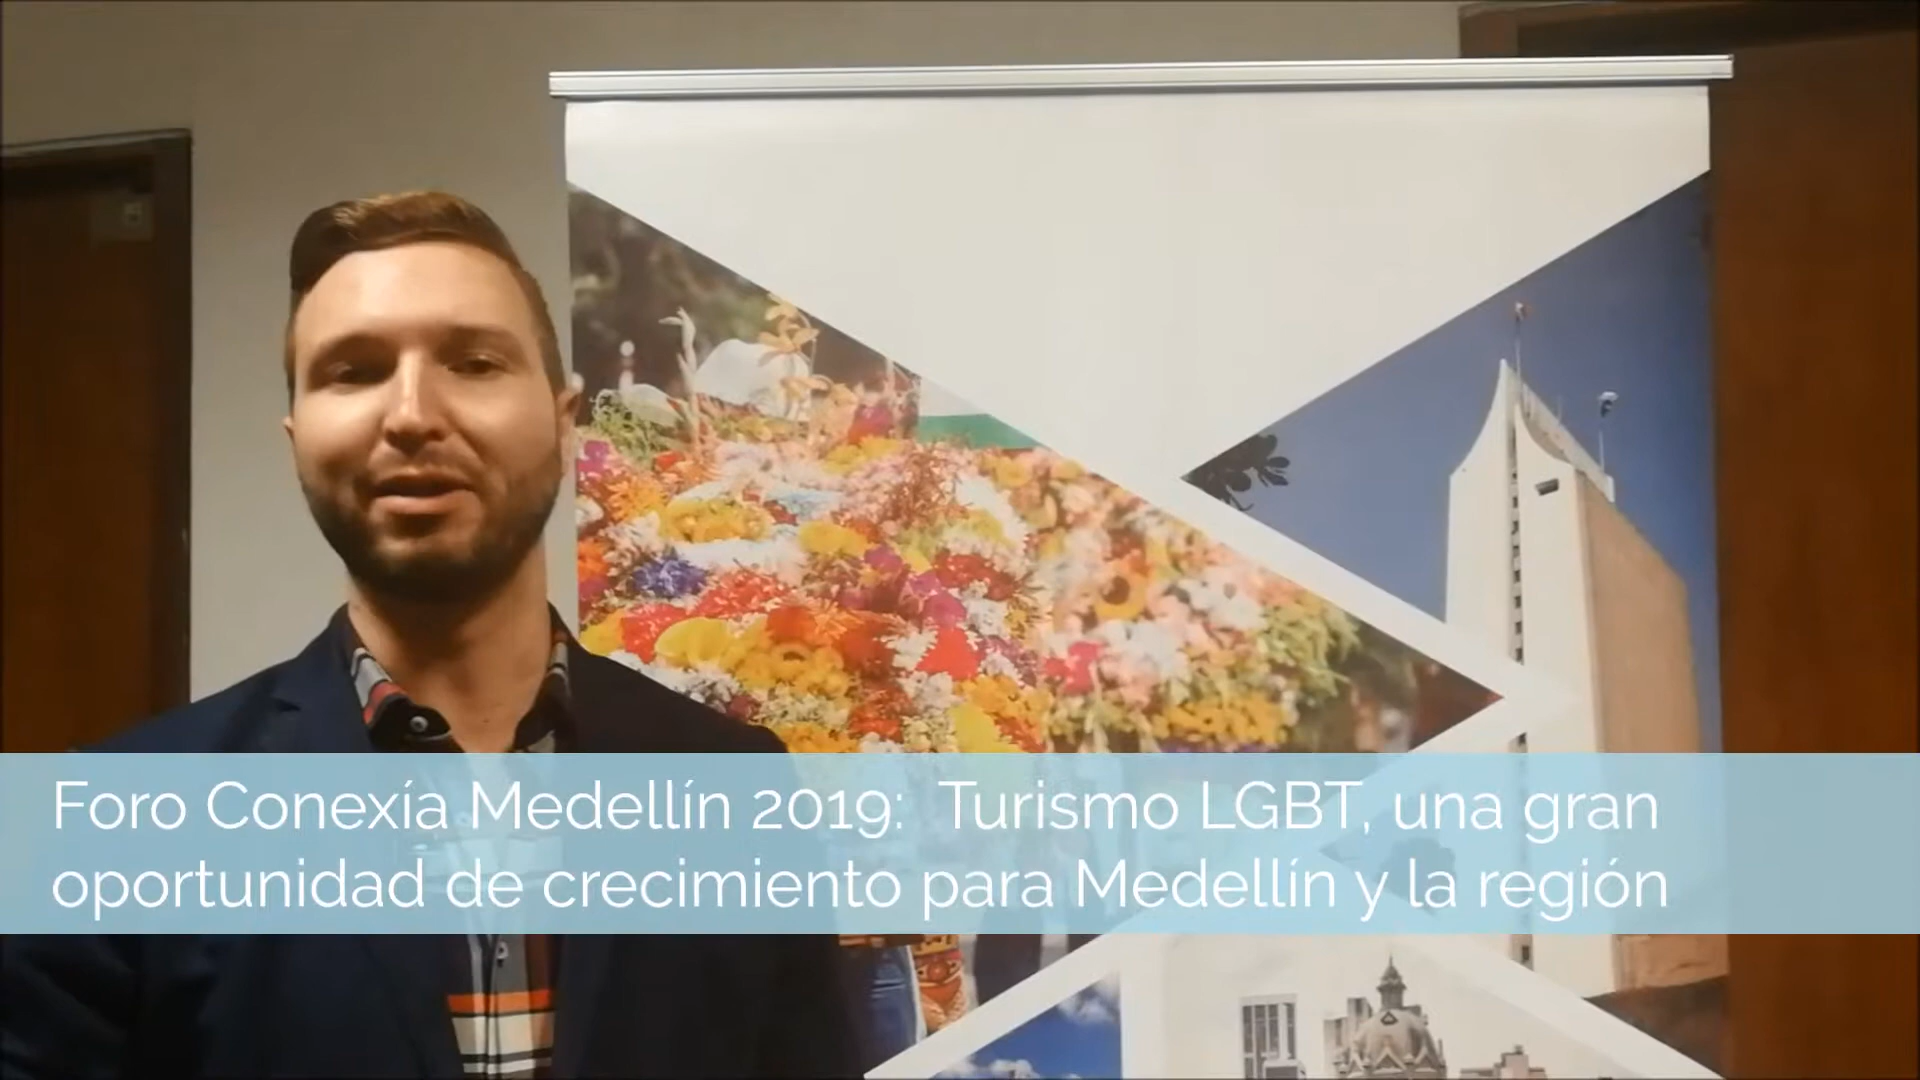 Foro Conexía Medellín 2019: Turismo LGBT, una gran
oportunidad de crecimiento para Medellín y la región